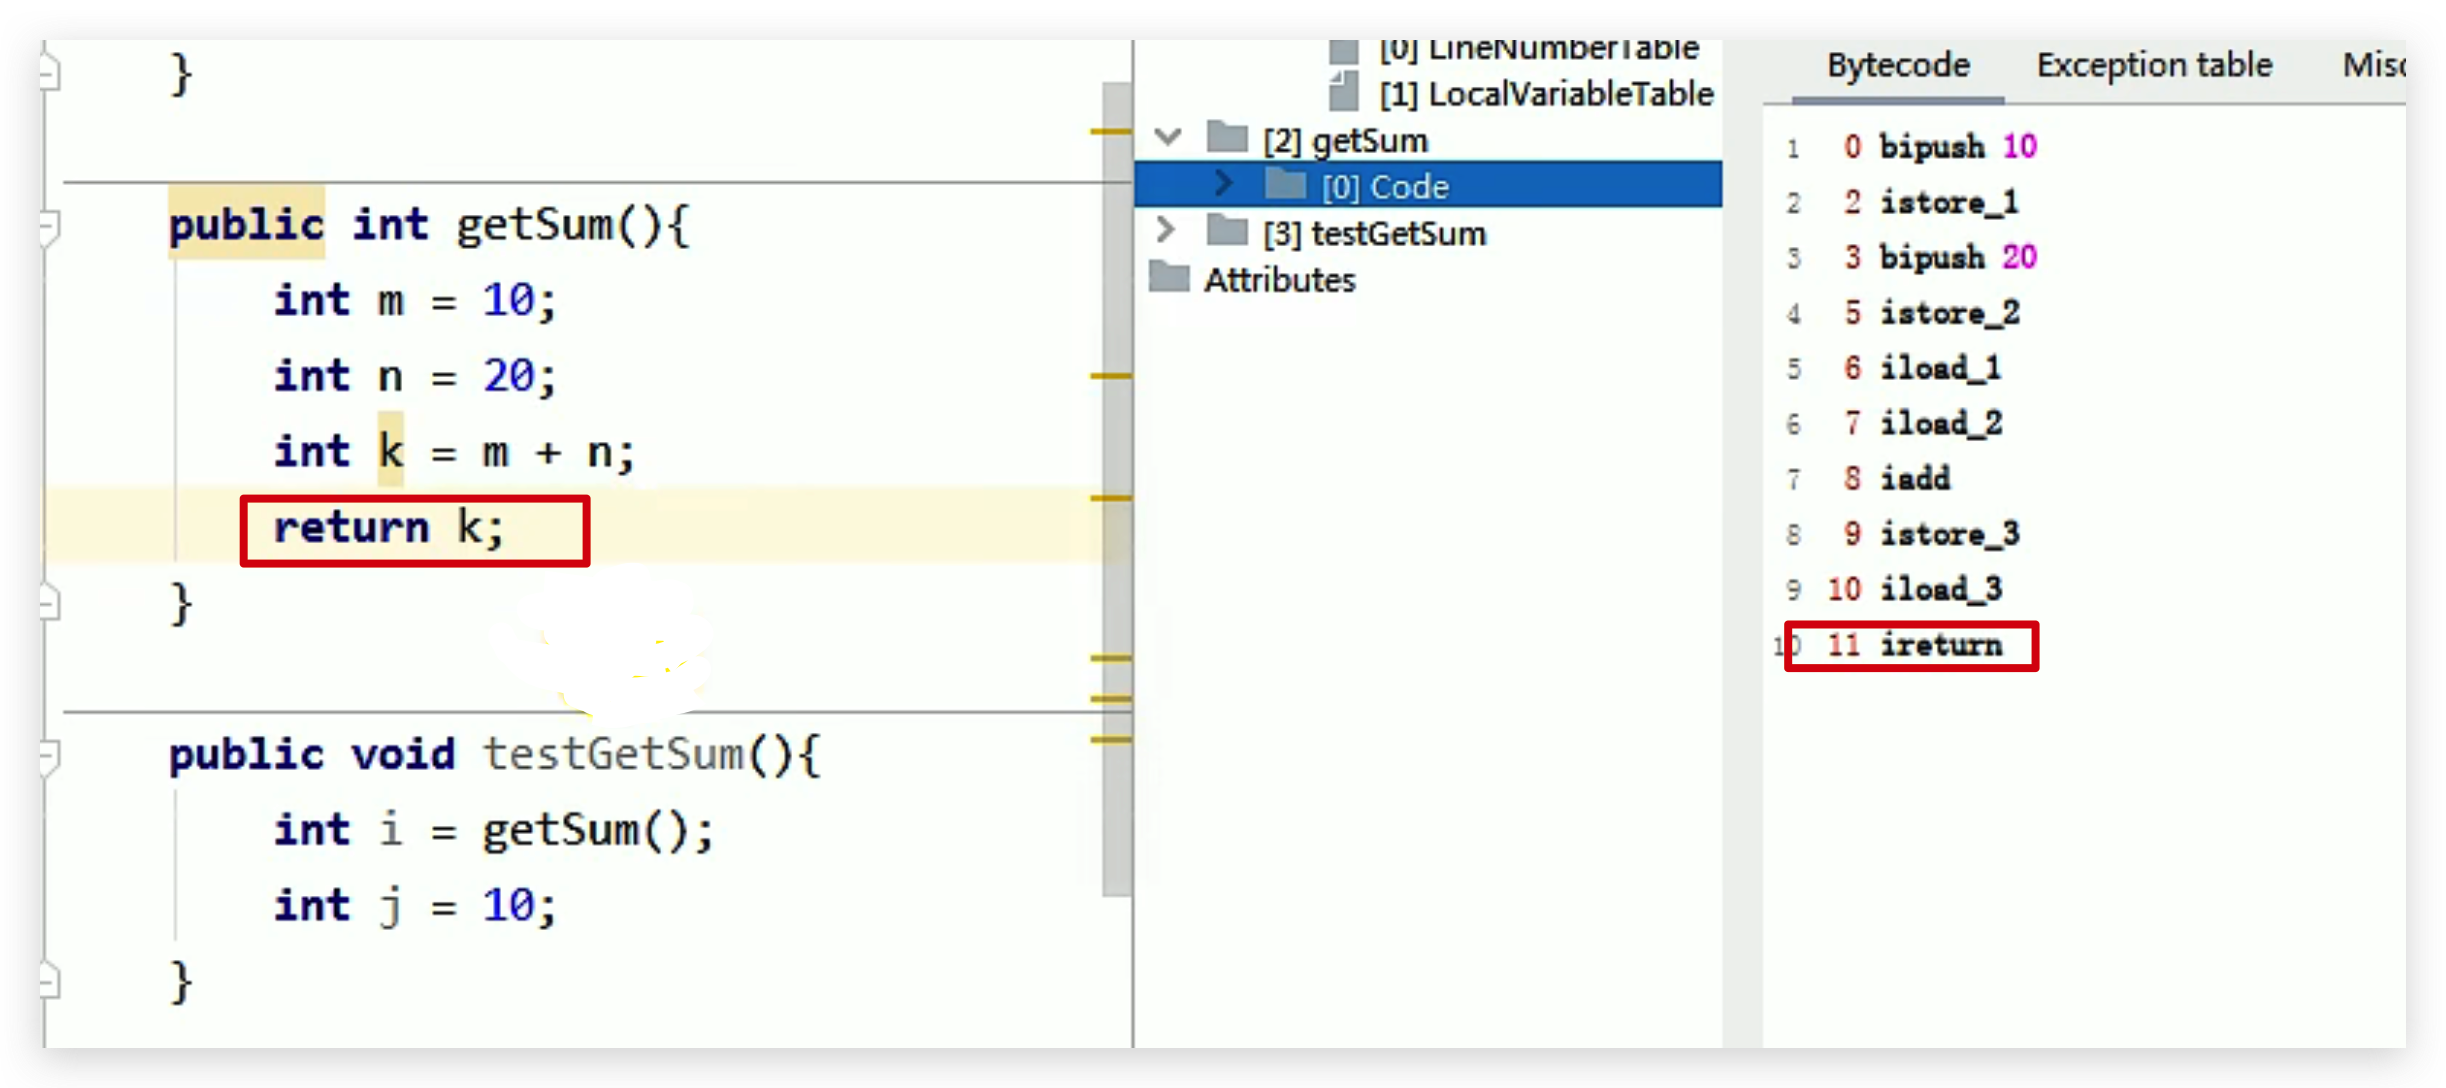 }
public int getSum(){
int m = 10;
int n = 20;
int k = m + n;
return k;
}
public void testGetSum(){
int i = getSum();
int j = 10;
}
[0] LineNumberTable
[1] LocalVariableTable
[2] getSum
[0] Code
[3] testGetSum
Attributes
Bytecode Exception table Misc
1 0 bipush 10
2 2 istore_1
3 3 bipush 20
4 5 istore_2
5 6 iload_1
6 7 iload_2
7 8 iadd
8 9 istore_3
9 10 iload_3
10 11 ireturn